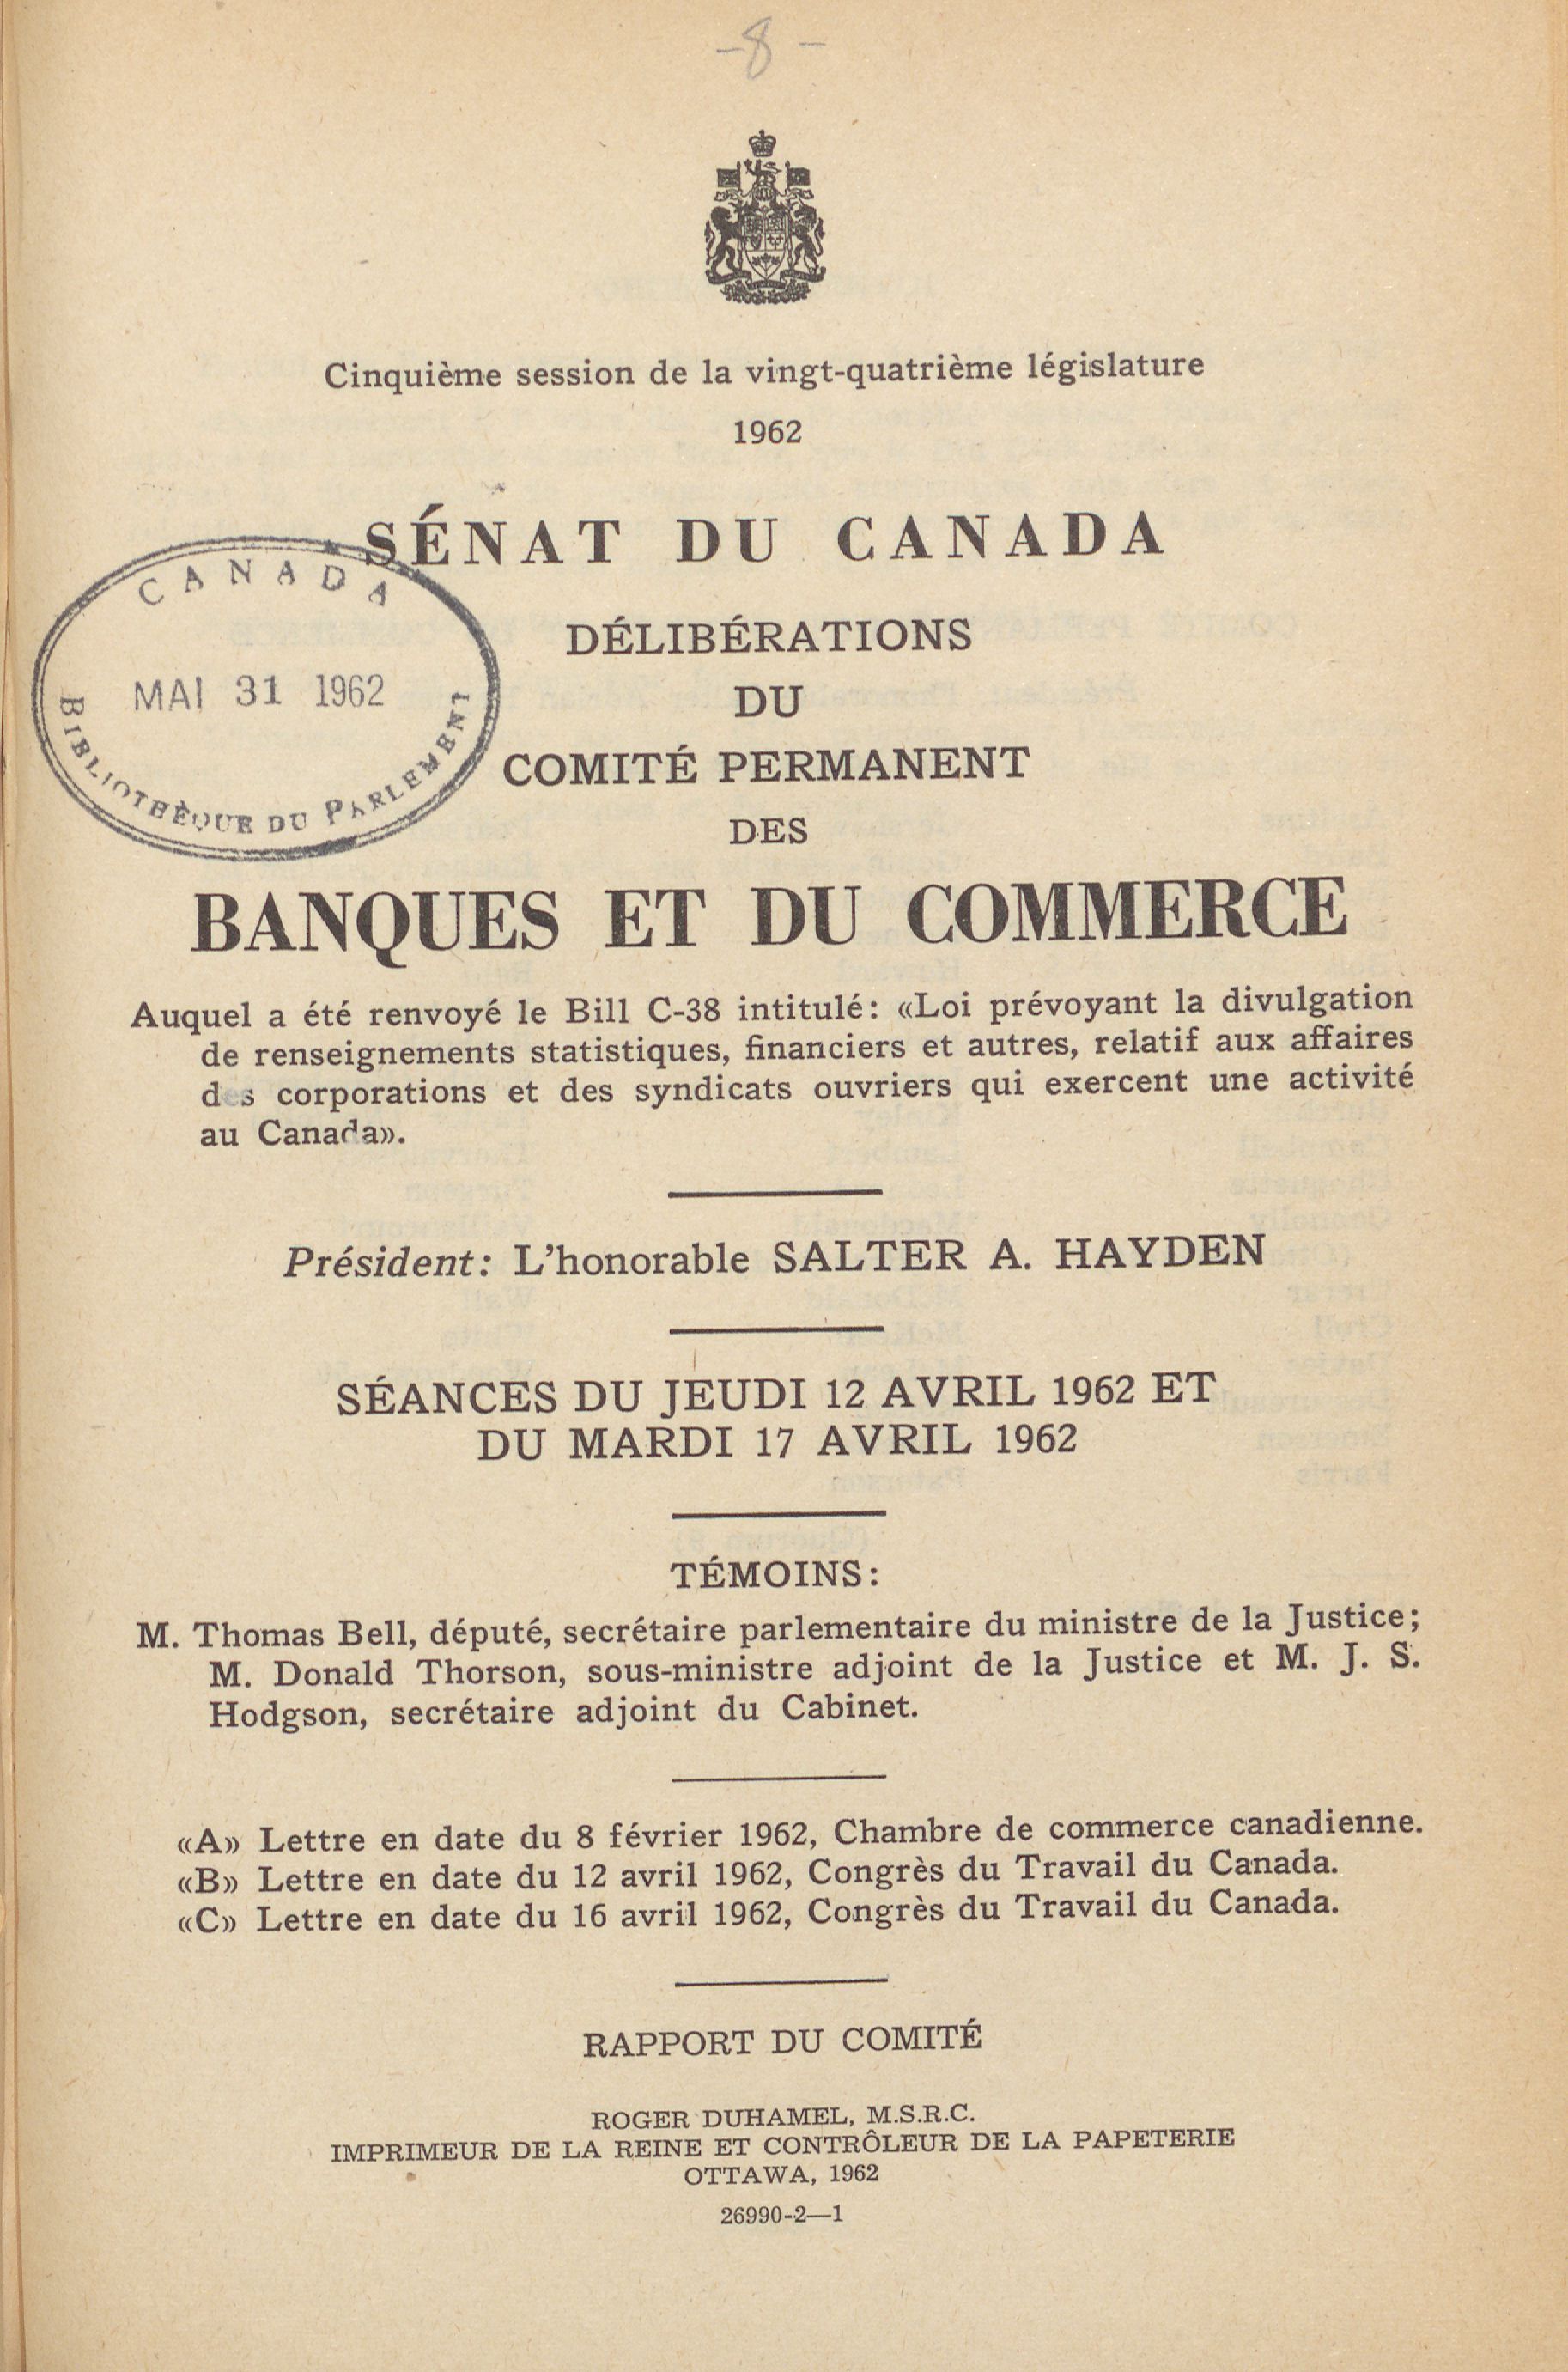 -8-
Cinquième session de la vingt-quatrième législature
1962
SÉNAT DU CANADA
CANADA
MAI 31 1962
BIBLIOTHÈQUE DU PARLEMENT
DÉLIBÉRATIONS
DU
COMITÉ PERMANENT
DES
BANQUES ET DU COMMERCE
Auquel a été renvoyé le Bill C-38 intitulé: «Loi prévoyant la divulgation
de renseignements statistiques, financiers et autres, relatif aux affaires
des corporations et des syndicats ouvriers qui exercent une activité
au Canada».
Président: L'honorable SALTER A. HAYDEN
SÉANCES DU JEUDI 12 AVRIL 1962 ET
DU MARDI 17 AVRIL 1962
TÉMOINS:
M. Thomas Bell, député, secrétaire parlementaire du ministre de la Justice;
M. Donald Thorson, sous-ministre adjoint de la Justice et M. J. S.
Hodgson, secrétaire adjoint du Cabinet.
«A» Lettre en date du 8 février 1962, Chambre de commerce canadienne.
«B» Lettre en date du 12 avril 1962, Congrès du Travail du Canada.
«C» Lettre en date du 16 avril 1962, Congrès du Travail du Canada.
RAPPORT DU COMITÉ
ROGER DUHAMEL, M.S.R.C.
IMPRIMEUR DE LA REINE ET CONTRÔLEUR DE LA PAPETERIE
OTTAWA, 1962
26990-2—1